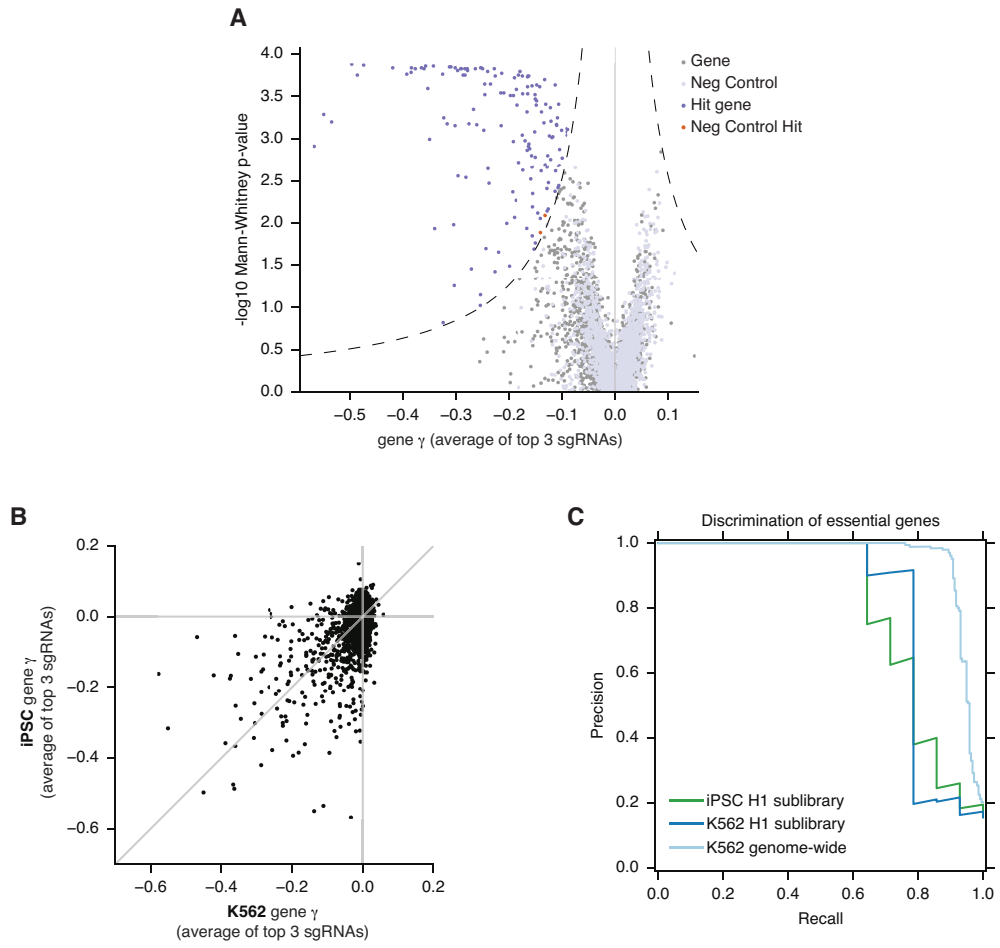 A
-log10 Mann-Whitney p-value
4.0
3.5
3.0
2.5
2.0
1.5
1.0
0.5
0.0
−0.5 −0.4 −0.3 −0.2 −0.1 0.0 0.1
gene γ (average of top 3 sgRNAs)
Gene
Neg Control
Hit gene
Neg Control Hit
B
iPSC gene γ
(average of top 3 sgRNAs)
0.2
0.0
−0.2
−0.4
−0.6
−0.6 −0.4 −0.2 0.0 0.2
K562 gene γ
(average of top 3 sgRNAs)
C
Discrimination of essential genes
Precision
1.0
0.8
0.6
0.4
0.2
0.0
iPSC H1 sublibrary
K562 H1 sublibrary
K562 genome-wide
0.0 0.2 0.4 0.6 0.8 1.0
Recall